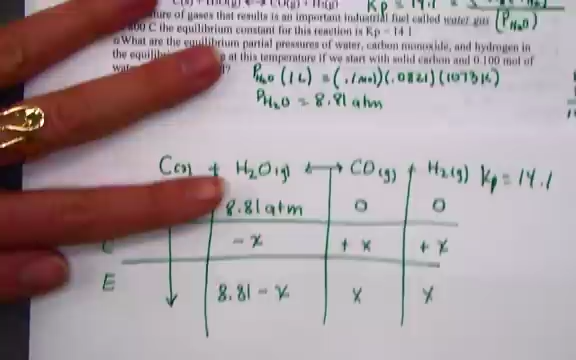 Kp =
ture of gases that results is an important industrial fuel called water gas (PH₂O)
800 C the equilibrium constant for this reaction is Kp = 14.1
What are the equilibrium partial pressures of water, carbon monoxide, and hydrogen in
the equilib at this temperature if we start with solid carbon and 0.100 mol of
PH₂O (1L) = (.1mol)(.0821)(1073K)
PH₂O = 8.81 atm
C(s) + H₂O(g) ⟷ CO(g) + H₂(g) Kp = 14.1
8.81 atm 0 0
C -x +x +x
E 8.81-x x x